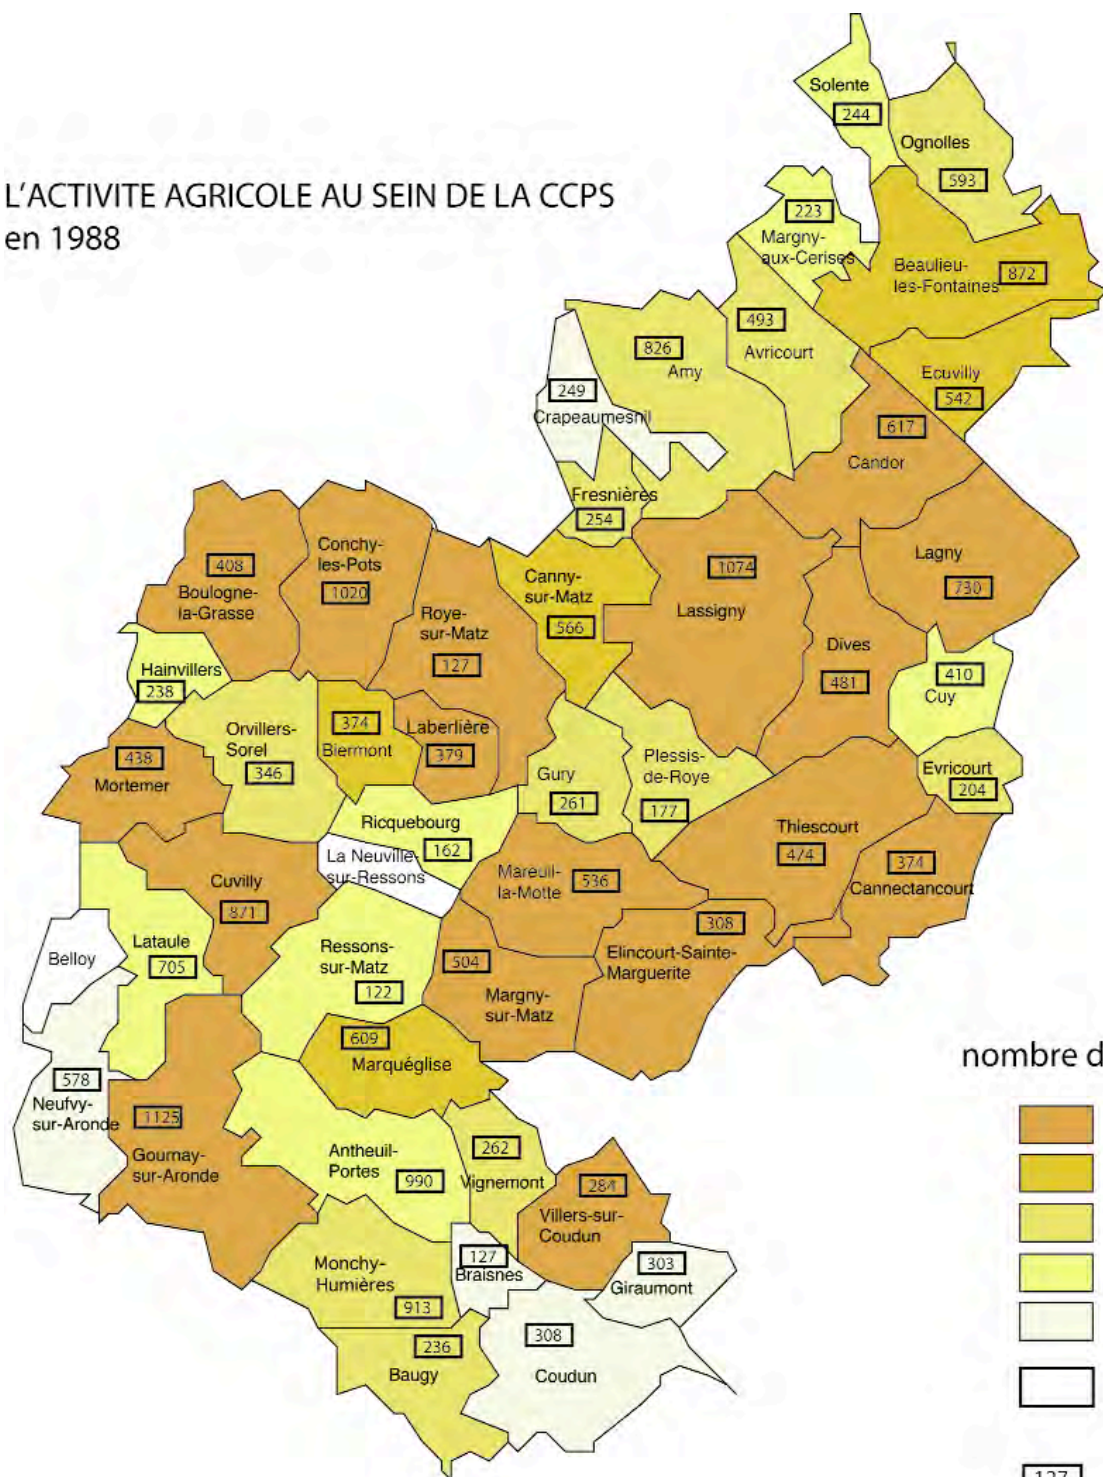 L'ACTIVITE AGRICOLE AU SEIN DE LA CCPS
en 1988
Solente
244
Ognolles
593
223
Margny-
aux-Cerises
Beaulieu-
les-Fontaines
872
493
Avricourt
826
Amy
Ecuvilly
542
249
Crapeaumesnil
617
Candor
Fresnières
254
Conchy-
les-Pots
1020
408
Boulogne-
la-Grasse
Canny-
sur-Matz
566
1074
Lassigny
Lagny
730
Roye-
sur-Matz
127
Dives
481
Hainvillers
238
410
Cuy
Orvillers-
Sorel
346
374
Biermont
Laberlière
379
438
Mortemer
Gury
261
Plessis-
de-Roye
177
Evricourt
204
Ricquebourg
162
Thiescourt
474
La Neuville-
sur-Ressons
Mareuil-
la-Motte
536
374
Cannectancourt
Cuvilly
871
308
Elincourt-Sainte-
Marguerite
Belloy
Lataule
705
Ressons-
sur-Matz
122
504
Margny-
sur-Matz
609
Marquéglise
nombre d
578
Neufvy-
sur-Aronde
1125
Gournay-
sur-Aronde
Antheuil-
Portes
990
262
Vignemont
284
Villers-sur-
Coudun
Monchy-
Humières
913
127
Braisnes
303
Giraumont
236
Baugy
308
Coudun
127